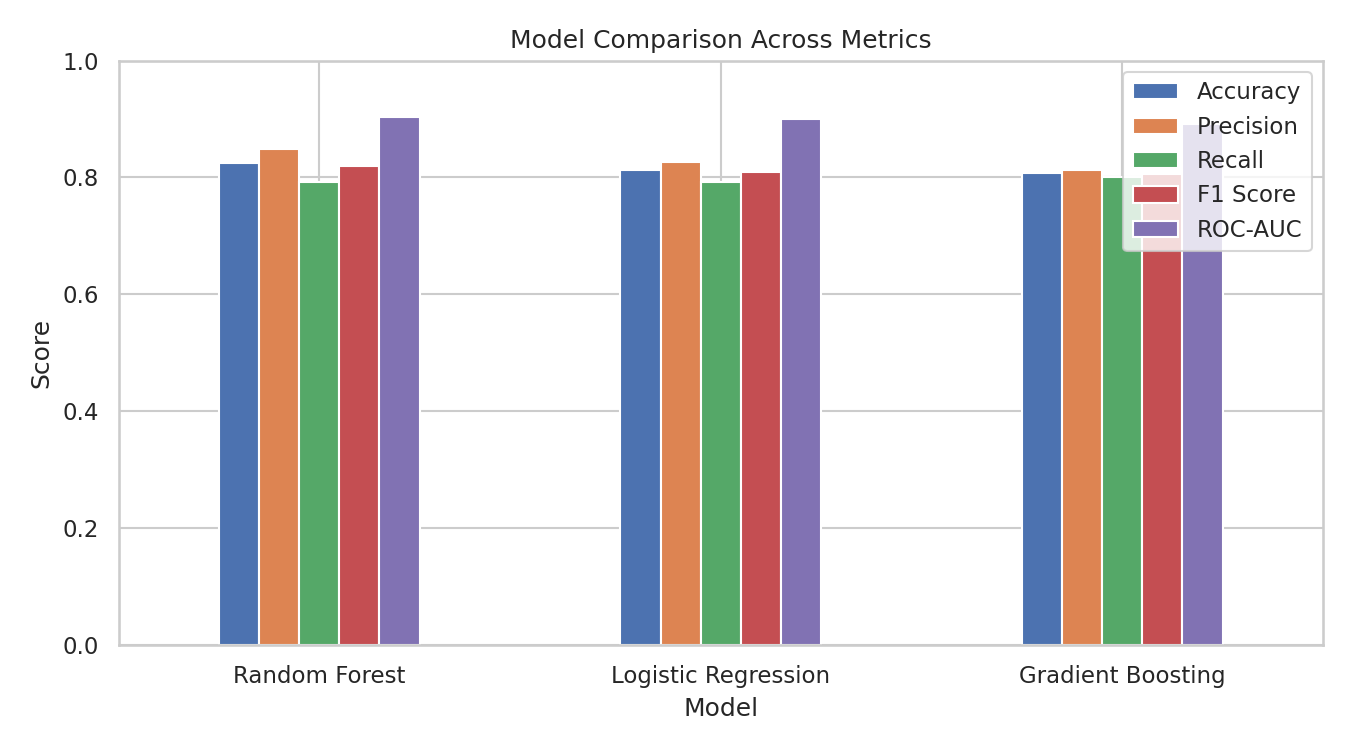 Model Comparison Across Metrics
1.0
0.8
0.6
0.4
0.2
0.0
Score
Accuracy
Precision
Recall
F1 Score
ROC-AUC
Random Forest
Logistic Regression
Gradient Boosting
Model